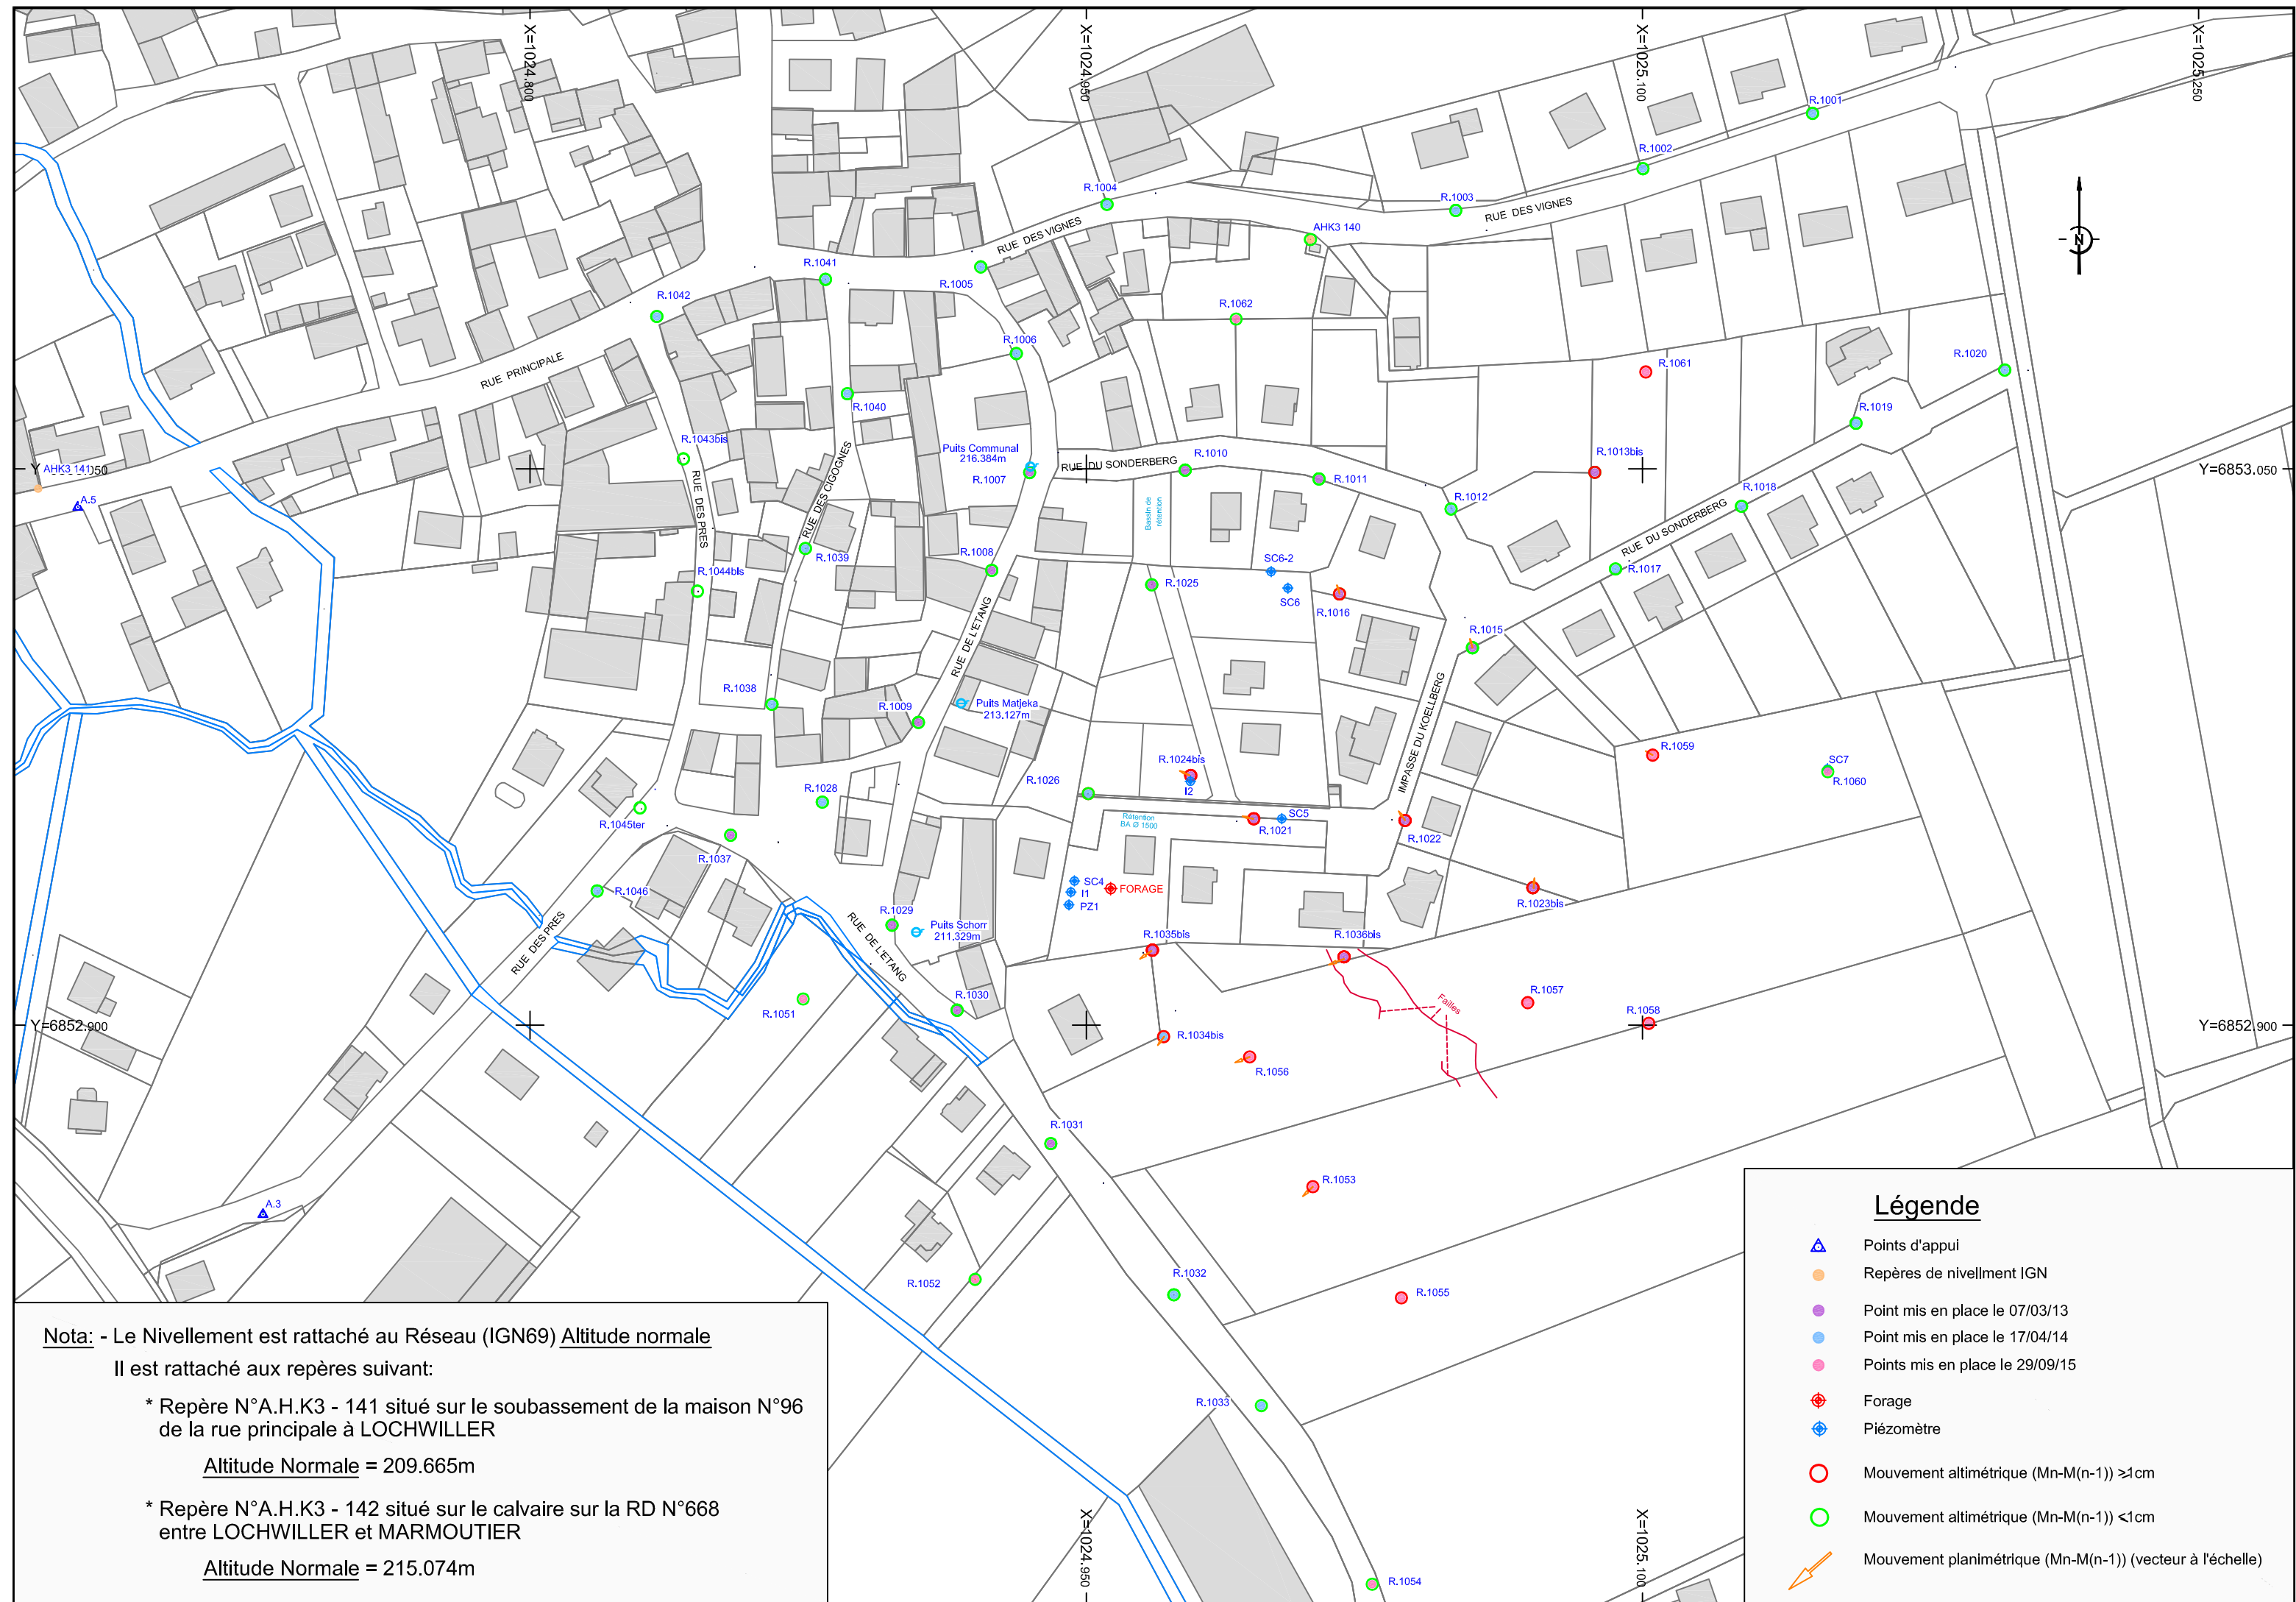 X=1024.800
X=1024.950
X=1025.100
X=1025.250
R.1001
R.1002
R.1003
R.1004
RUE DES VIGNES
RUE DES VIGNES
AHK3 140
N
R.1041
R.1005
R.1042
R.1062
R.1006
RUE PRINCIPALE
R.1061
R.1020
R.1040
R.1019
R.1043bis
Puits Communal
216.384m
R.1007
RUE DU SONDERBERG
R.1010
R.1011
R.1013bis
AHK3 141
Y=6853.050
A.5
RUE DES PRES
RUE DES CIGOGNES
Bassin de
rétention
R.1012
R.1018
RUE DU SONDERBERG
R.1039
R.1008
SC6-2
R.1044bis
R.1025
SC6
R.1016
R.1017
RUE DE L'ETANG
R.1015
R.1038
R.1009
Puits Matjeka
213,127m
IMPASSE DU KOELLBERG
R.1059
R.1024bis
I2
SC7
R.1060
R.1026
R.1028
R.1045ter
Rétention
BA Ø 1500
SC5
R.1021
R.1022
R.1037
R.1046
SC4
I1
PZ1
FORAGE
R.1023bis
R.1029
Puits Schorr
211,329m
RUE DE L'ETANG
RUE DES PRES
R.1035bis
R.1036bis
R.1051
R.1030
R.1057
Failles
R.1058
Y=6852.900
Y=6852.900
R.1034bis
R.1056
R.1031
R.1053
A.3
R.1052
R.1032
R.1055
R.1033
X=1024.950
X=1025.100
R.1054
Légende
Points d'appui
Repères de nivellment IGN
Point mis en place le 07/03/13
Point mis en place le 17/04/14
Points mis en place le 29/09/15
Forage
Piézomètre
Mouvement altimétrique (Mn-M(n-1)) ≥1cm
Mouvement altimétrique (Mn-M(n-1)) <1cm
Mouvement planimétrique (Mn-M(n-1)) (vecteur à l'échelle)
Nota: - Le Nivellement est rattaché au Réseau (IGN69) Altitude normale
Il est rattaché aux repères suivant:
* Repère N°A.H.K3 - 141 situé sur le soubassement de la maison N°96
de la rue principale à LOCHWILLER
Altitude Normale = 209.665m
* Repère N°A.H.K3 - 142 situé sur le calvaire sur la RD N°668
entre LOCHWILLER et MARMOUTIER
Altitude Normale = 215.074m